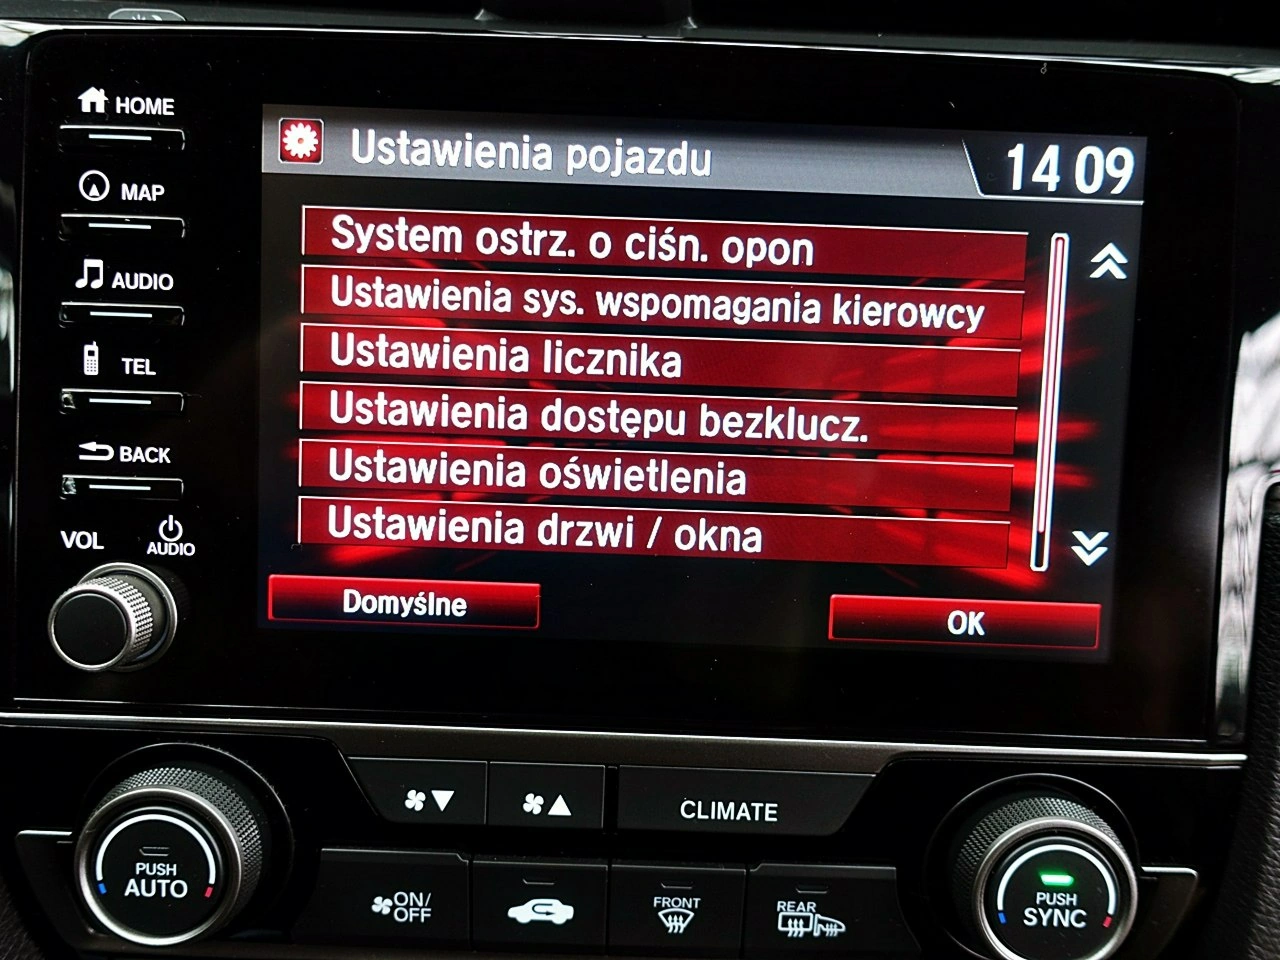 HOME
MAP
AUDIO
TEL
BACK
VOL
AUDIO
Ustawienia pojazdu
14 09
System ostrz. o ciśn. opon
Ustawienia sys. wspomagania kierowcy
Ustawienia licznika
Ustawienia dostępu bezklucz.
Ustawienia oświetlenia
Ustawienia drzwi / okna
Domyślne
OK
CLIMATE
PUSH
AUTO
ON/
OFF
FRONT
REAR
PUSH
SYNC